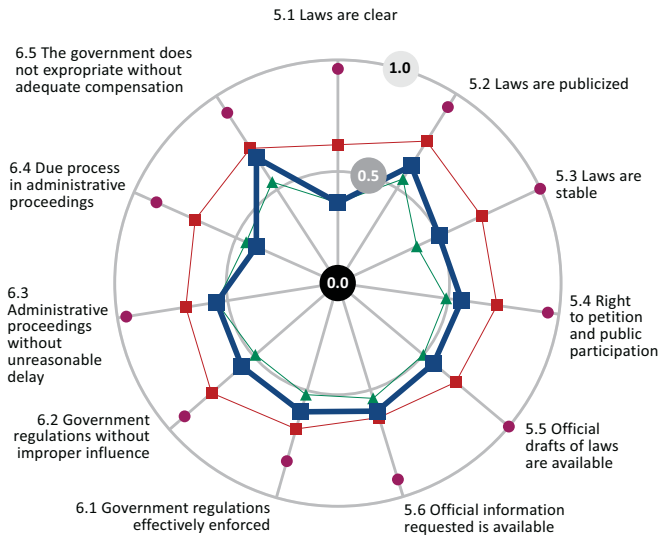 5.1 Laws are clear
1.0
5.2 Laws are publicized
5.3 Laws are
stable
5.4 Right
to petition
and public
participation
5.5 Official
drafts of laws
are available
5.6 Official information
requested is available
6.1 Government regulations
effectively enforced
6.2 Government
regulations without
improper influence
6.3
Administrative
proceedings
without
unreasonable
delay
6.4 Due process
in administrative
proceedings
6.5 The government does
not expropriate without
adequate compensation
0.5
0.0